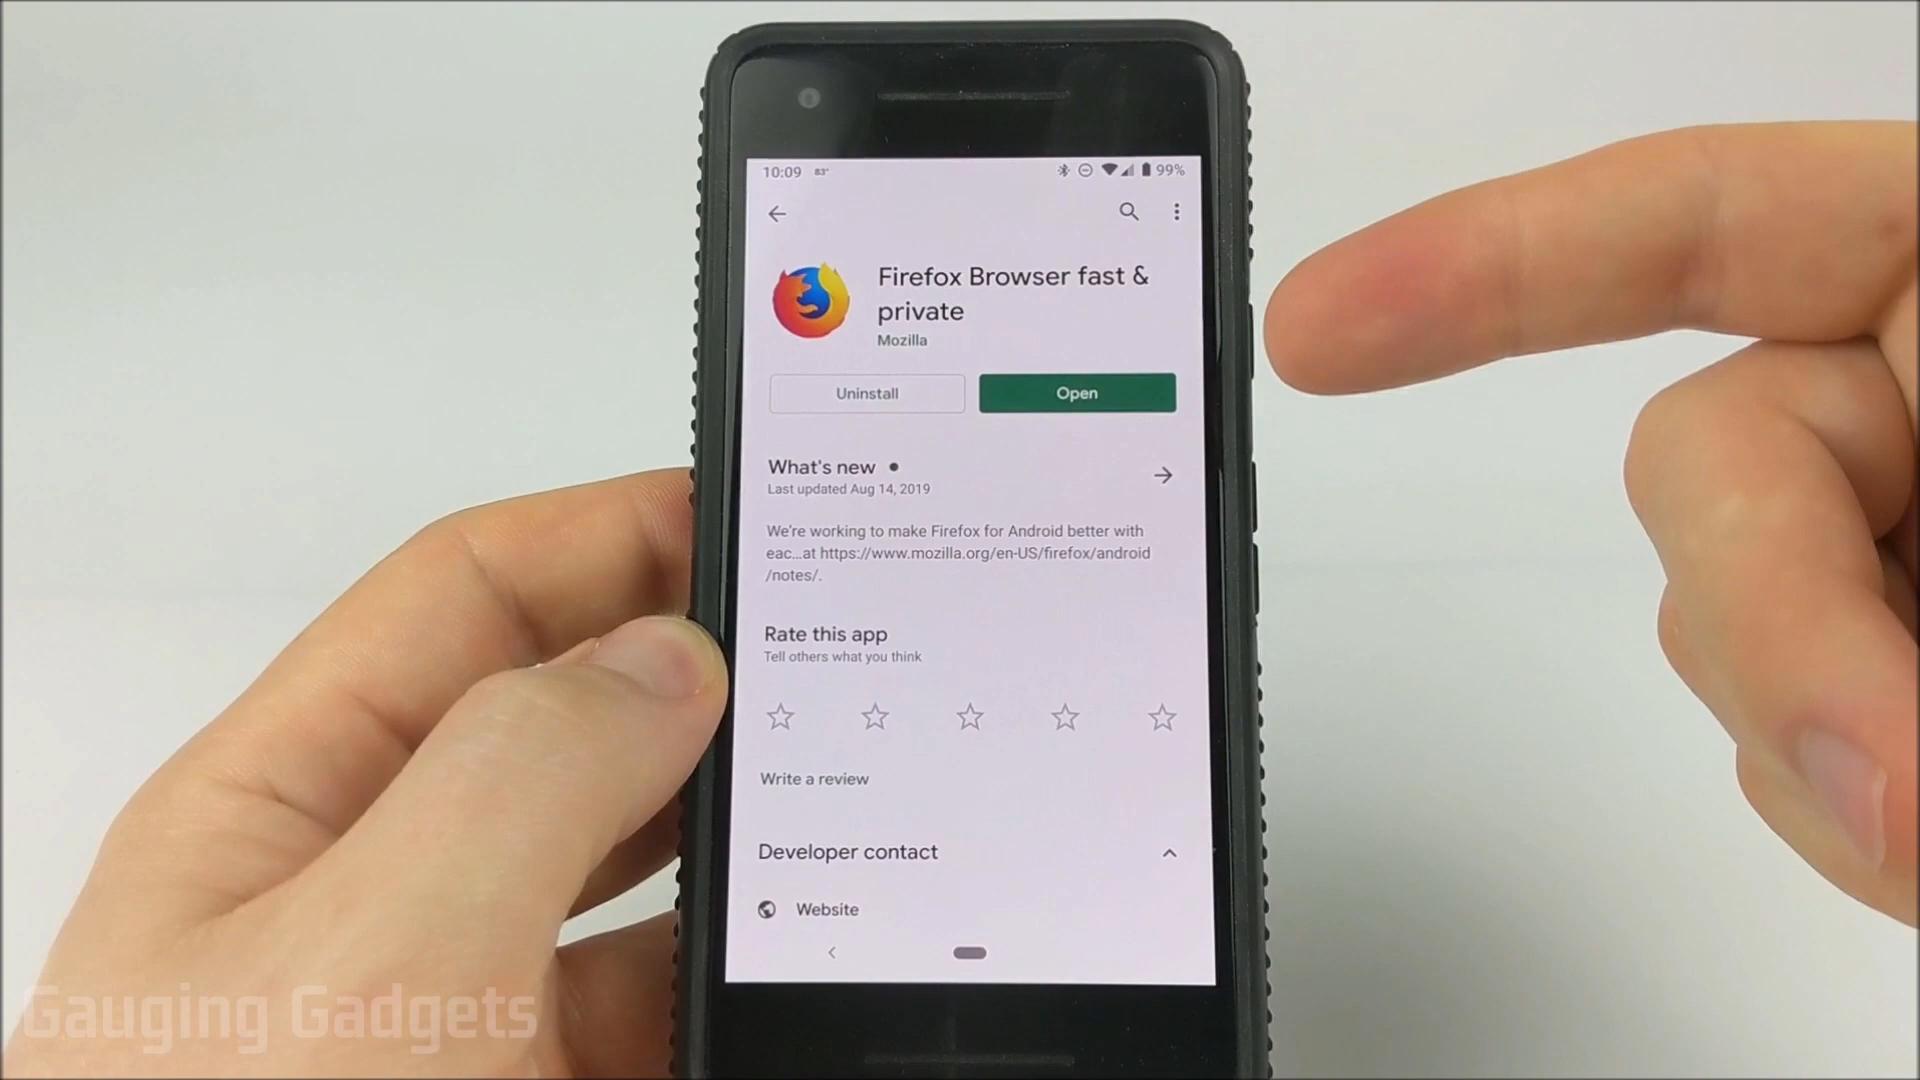 10:09 83° 99%
Firefox Browser fast &
private
Mozilla
Uninstall Open
What's new
Last updated Aug 14, 2019
We're working to make Firefox for Android better with
eac...at https://www.mozilla.org/en-US/firefox/android
/notes/.
Rate this app
Tell others what you think
Write a review
Developer contact
Website
Gauging Gadgets